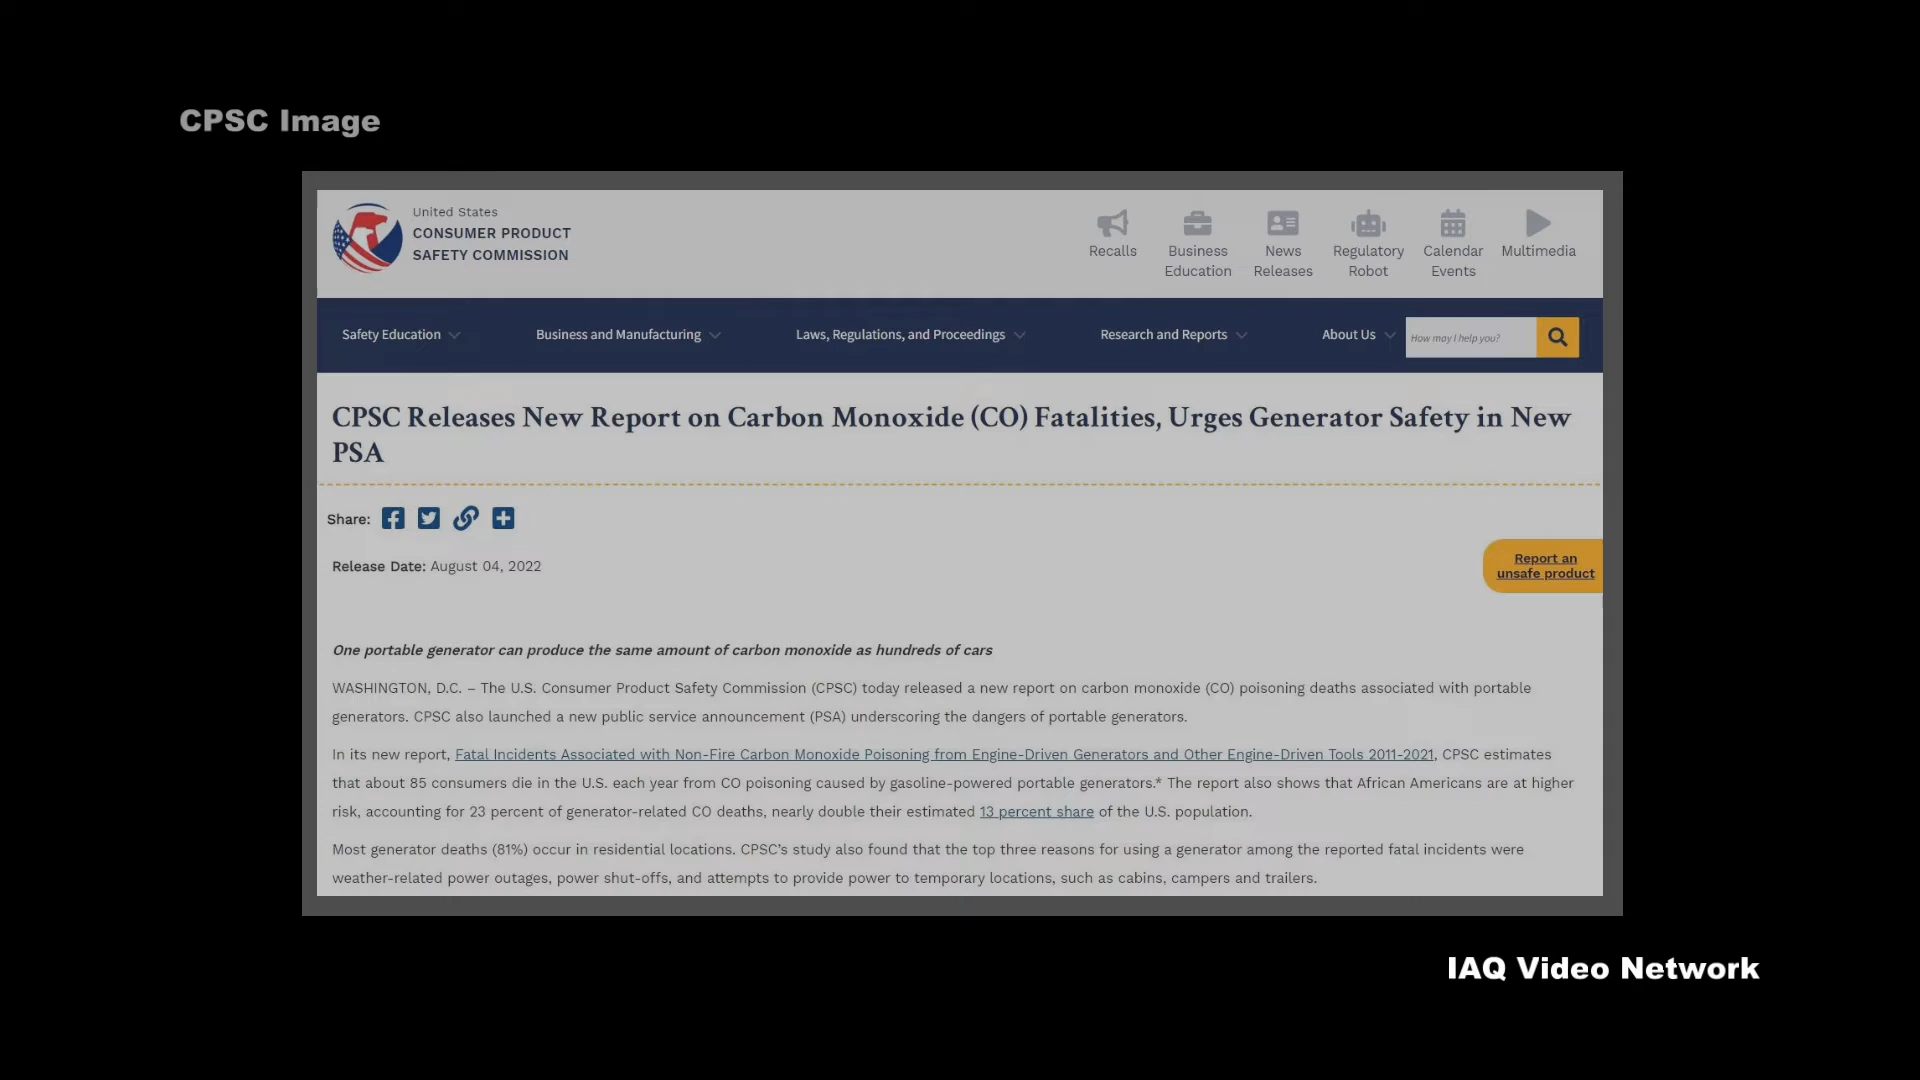 CPSC Image
United States
CONSUMER PRODUCT
SAFETY COMMISSION
Recalls
Business
Education
News
Releases
Regulatory
Robot
Calendar
Events
Multimedia
Safety Education
Business and Manufacturing
Laws, Regulations, and Proceedings
Research and Reports
About Us
How may I help you?
CPSC Releases New Report on Carbon Monoxide (CO) Fatalities, Urges Generator Safety in New
PSA
Share:
Release Date: August 04, 2022
Report an
unsafe product
One portable generator can produce the same amount of carbon monoxide as hundreds of cars
WASHINGTON, D.C. – The U.S. Consumer Product Safety Commission (CPSC) today released a new report on carbon monoxide (CO) poisoning deaths associated with portable
generators. CPSC also launched a new public service announcement (PSA) underscoring the dangers of portable generators.
In its new report, Fatal Incidents Associated with Non-Fire Carbon Monoxide Poisoning from Engine-Driven Generators and Other Engine-Driven Tools 2011-2021, CPSC estimates
that about 85 consumers die in the U.S. each year from CO poisoning caused by gasoline-powered portable generators.* The report also shows that African Americans are at higher
risk, accounting for 23 percent of generator-related CO deaths, nearly double their estimated 13 percent share of the U.S. population.
Most generator deaths (81%) occur in residential locations. CPSC's study also found that the top three reasons for using a generator among the reported fatal incidents were
weather-related power outages, power shut-offs, and attempts to provide power to temporary locations, such as cabins, campers and trailers.
IAQ Video Network